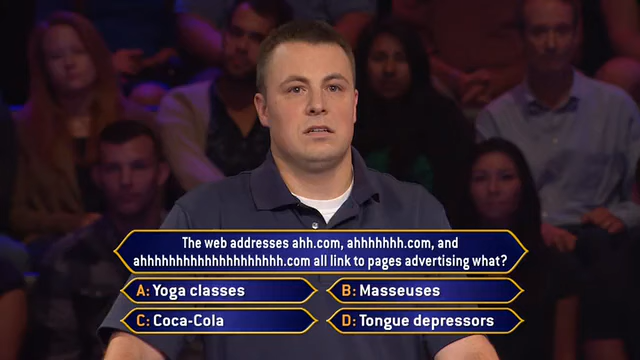 The web addresses ahh.com, ahhhhhhh.com, and
ahhhhhhhhhhhhhhhhhhhhh.com all link to pages advertising what?
A: Yoga classes
B: Masseuses
C: Coca-Cola
D: Tongue depressors